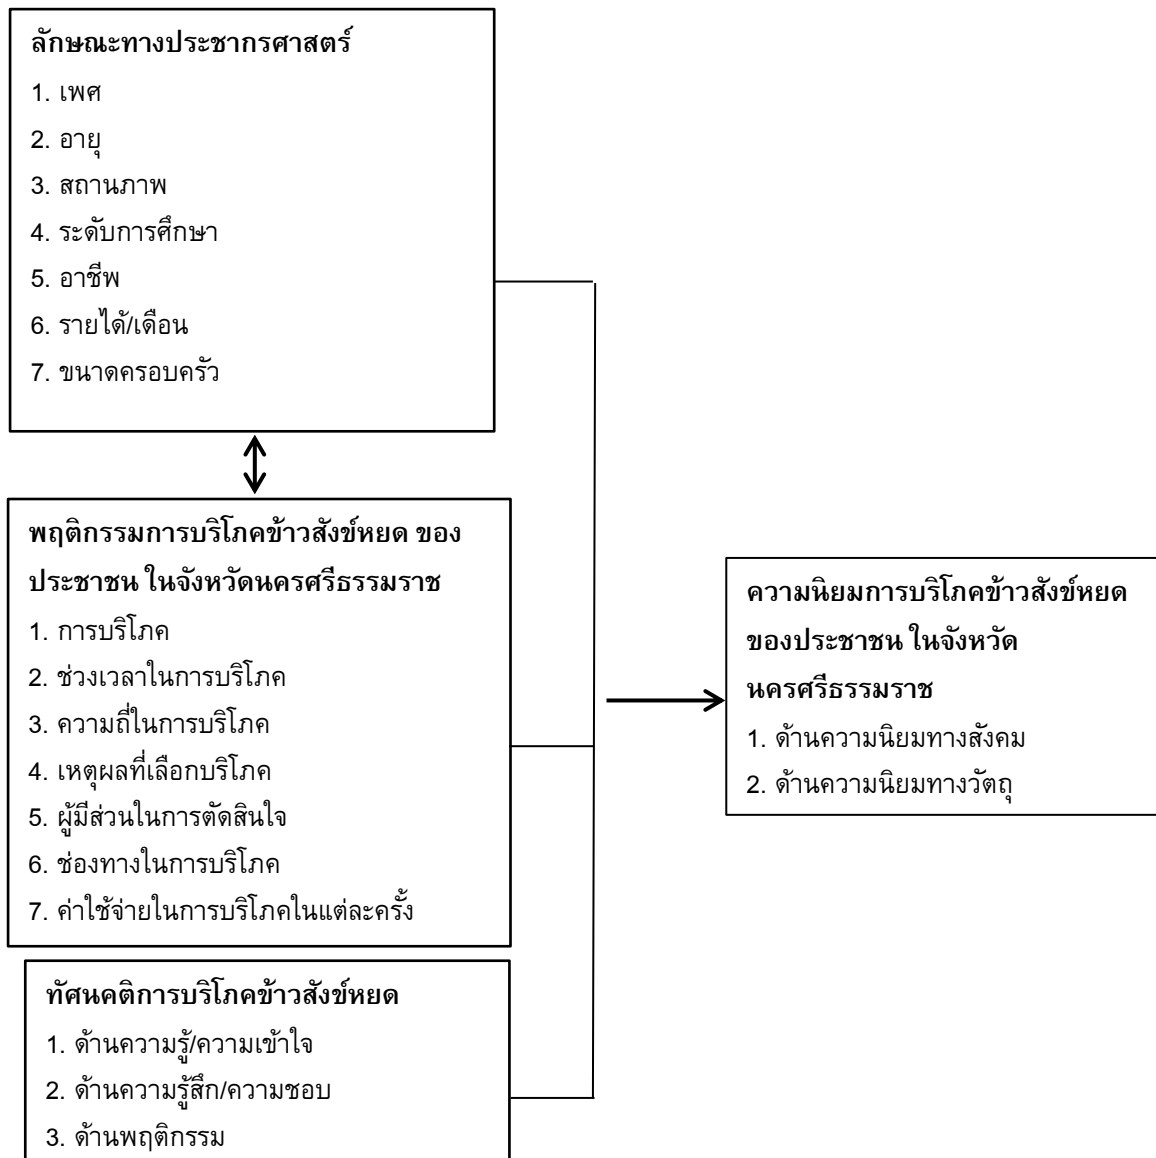 ลักษณะทางประชากรศาสตร์
1. เพศ
2. อายุ
3. สถานภาพ
4. ระดับการศึกษา
5. อาชีพ
6. รายได้/เดือน
7. ขนาดครอบครัว
พฤติกรรมการบริโภคข้าวสังข์หยด ของ
ประชาชน ในจังหวัดนครศรีธรรมราช
1. การบริโภค
2. ช่วงเวลาในการบริโภค
3. ความถี่ในการบริโภค
4. เหตุผลที่เลือกบริโภค
5. ผู้มีส่วนในการตัดสินใจ
6. ช่องทางในการบริโภค
7. ค่าใช้จ่ายในการบริโภคในแต่ละครั้ง
ทัศนคติการบริโภคข้าวสังข์หยด
1. ด้านความรู้/ความเข้าใจ
2. ด้านความรู้สึก/ความชอบ
3. ด้านพฤติกรรม
ความนิยมการบริโภคข้าวสังข์หยด
ของประชาชน ในจังหวัด
นครศรีธรรมราช
1. ด้านความนิยมทางสังคม
2. ด้านความนิยมทางวัตถุ